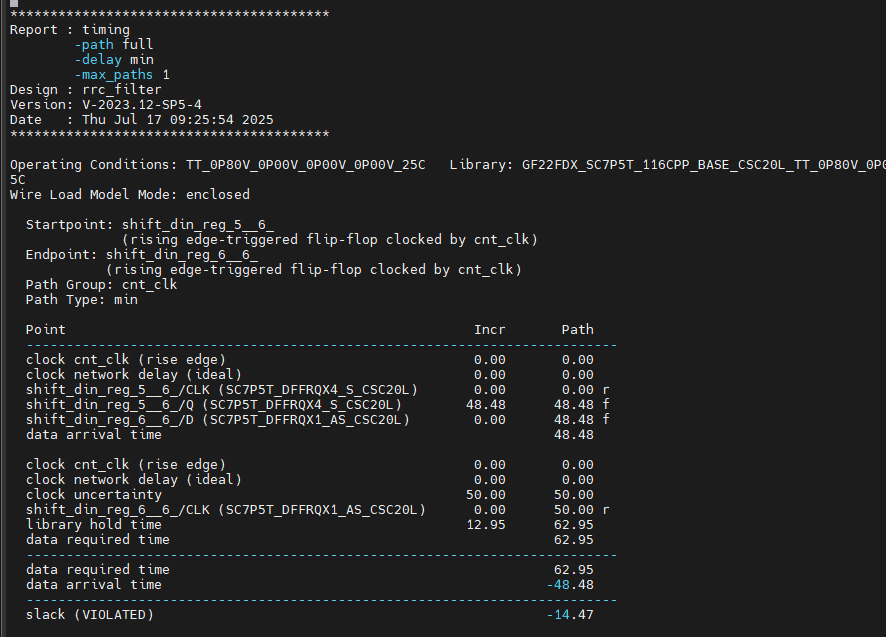 ****************************************
Report : timing
        -path full
        -delay min
        -max_paths 1
Design : rrc_filter
Version: V-2023.12-SP5-4
Date   : Thu Jul 17 09:25:54 2025
****************************************
Operating Conditions: TT_0P80V_0P00V_0P00V_0P00V_25C   Library: GF22FDX_SC7P5T_116CPP_BASE_CSC20L_TT_0P80V_0P0
5C
Wire Load Model Mode: enclosed
  Startpoint: shift_din_reg_5__6_
              (rising edge-triggered flip-flop clocked by cnt_clk)
  Endpoint: shift_din_reg_6__6_
            (rising edge-triggered flip-flop clocked by cnt_clk)
  Path Group: cnt_clk
  Path Type: min
  Point                                                   Incr       Path
  --------------------------------------------------------------------------
  clock cnt_clk (rise edge)                               0.00       0.00
  clock network delay (ideal)                             0.00       0.00
  shift_din_reg_5__6_/CLK (SC7P5T_DFFRQX4_S_CSC20L)       0.00       0.00 r
  shift_din_reg_5__6_/Q (SC7P5T_DFFRQX4_S_CSC20L)        48.48      48.48 f
  shift_din_reg_6__6_/D (SC7P5T_DFFRQX1_AS_CSC20L)        0.00      48.48 f
  data arrival time                                                 48.48
  clock cnt_clk (rise edge)                               0.00       0.00
  clock network delay (ideal)                             0.00       0.00
  clock uncertainty                                      50.00      50.00
  shift_din_reg_6__6_/CLK (SC7P5T_DFFRQX1_AS_CSC20L)      0.00      50.00 r
  library hold time                                      12.95      62.95
  data required time                                                62.95
  --------------------------------------------------------------------------
  data required time                                                62.95
  data arrival time                                                -48.48
  --------------------------------------------------------------------------
  slack (VIOLATED)                                                 -14.47